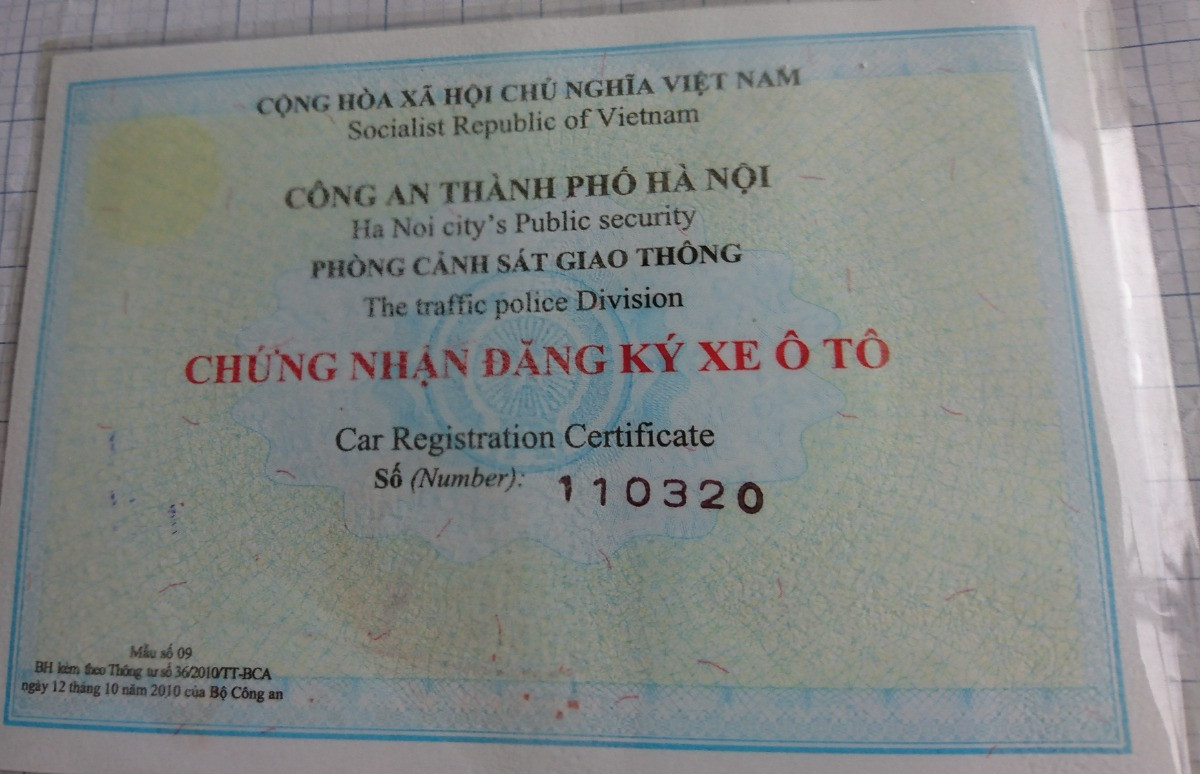 CỘNG HÒA XÃ HỘI CHỦ NGHĨA VIỆT NAM
Socialist Republic of Vietnam
CÔNG AN THÀNH PHỐ HÀ NỘI
Ha Noi city's Public security
PHÒNG CẢNH SÁT GIAO THÔNG
The traffic police Division
CHỨNG NHẬN ĐĂNG KÝ XE Ô TÔ
Car Registration Certificate
Số (Number): 110320
Mẫu số 09
BH kèm theo Thông tư số 36/2010/TT-BCA
ngày 12 tháng 10 năm 2010 của Bộ Công an